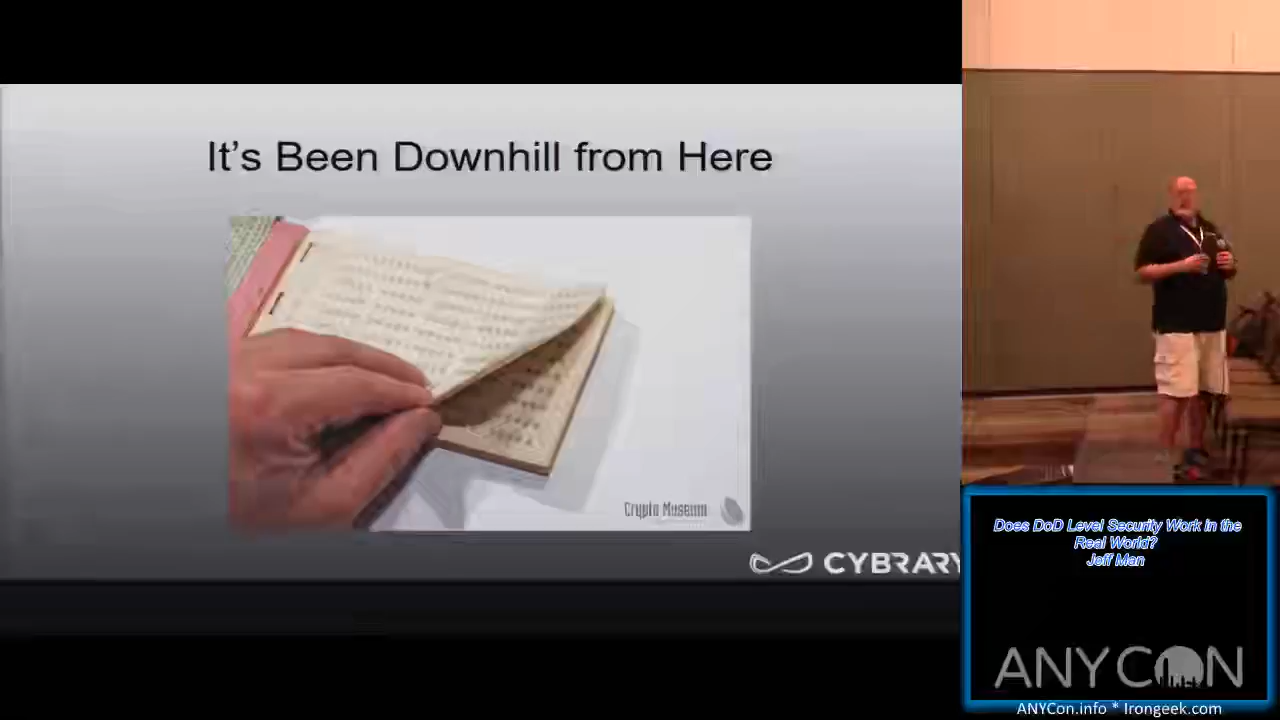 It's Been Downhill from Here
Crypto Museum
CYBRARY
Does DoD Level Security Work in the
Real World?
Jeff Man
ANYCON
ANYCon.info * Irongeek.com